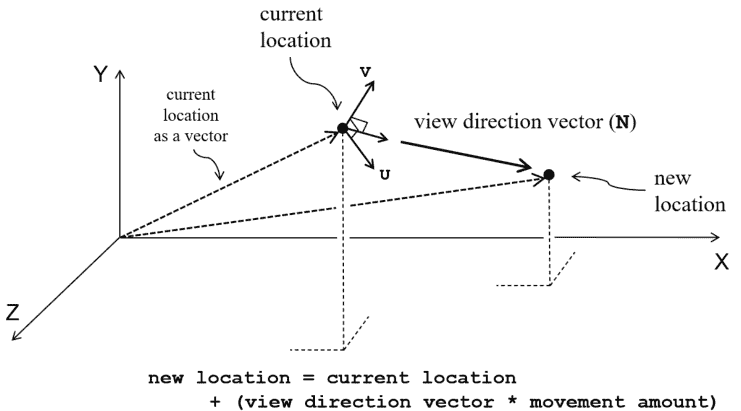 current
location
Y
V
current
location
as a vector
view direction vector (N)
U
new
location
X
Z
new location = current location
+ (view direction vector * movement amount)